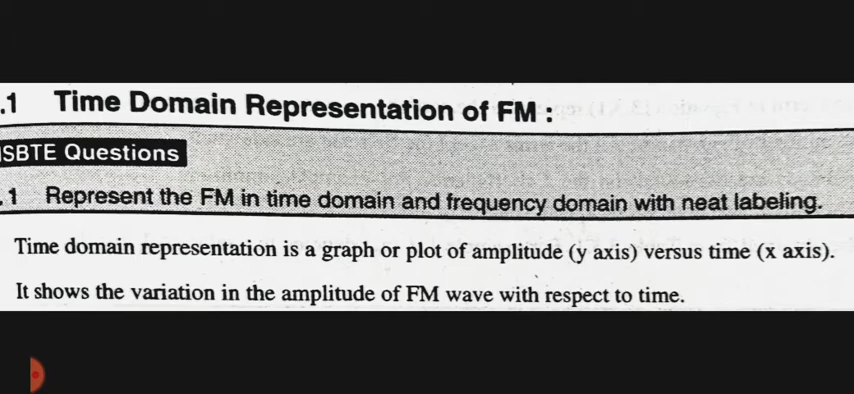 .1 Time Domain Representation of FM :
SBTE Questions
.1 Represent the FM in time domain and frequency domain with neat labeling.
Time domain representation is a graph or plot of amplitude (y axis) versus time (x axis).
It shows the variation in the amplitude of FM wave with respect to time.